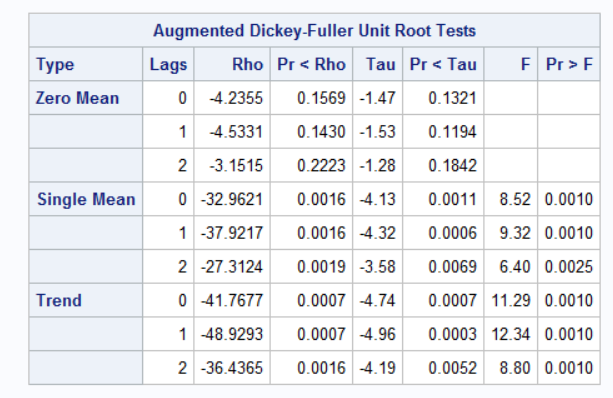 Augmented Dickey-Fuller Unit Root Tests
Type Lags Rho Pr < Rho Tau Pr < Tau F Pr > F
Zero Mean 0 -4.2355 0.1569 -1.47 0.1321
1 -4.5331 0.1430 -1.53 0.1194
2 -3.1515 0.2223 -1.28 0.1842
Single Mean 0 -32.9621 0.0016 -4.13 0.0011 8.52 0.0010
1 -37.9217 0.0016 -4.32 0.0006 9.32 0.0010
2 -27.3124 0.0019 -3.58 0.0069 6.40 0.0025
Trend 0 -41.7677 0.0007 -4.74 0.0007 11.29 0.0010
1 -48.9293 0.0007 -4.96 0.0003 12.34 0.0010
2 -36.4365 0.0016 -4.19 0.0052 8.80 0.0010